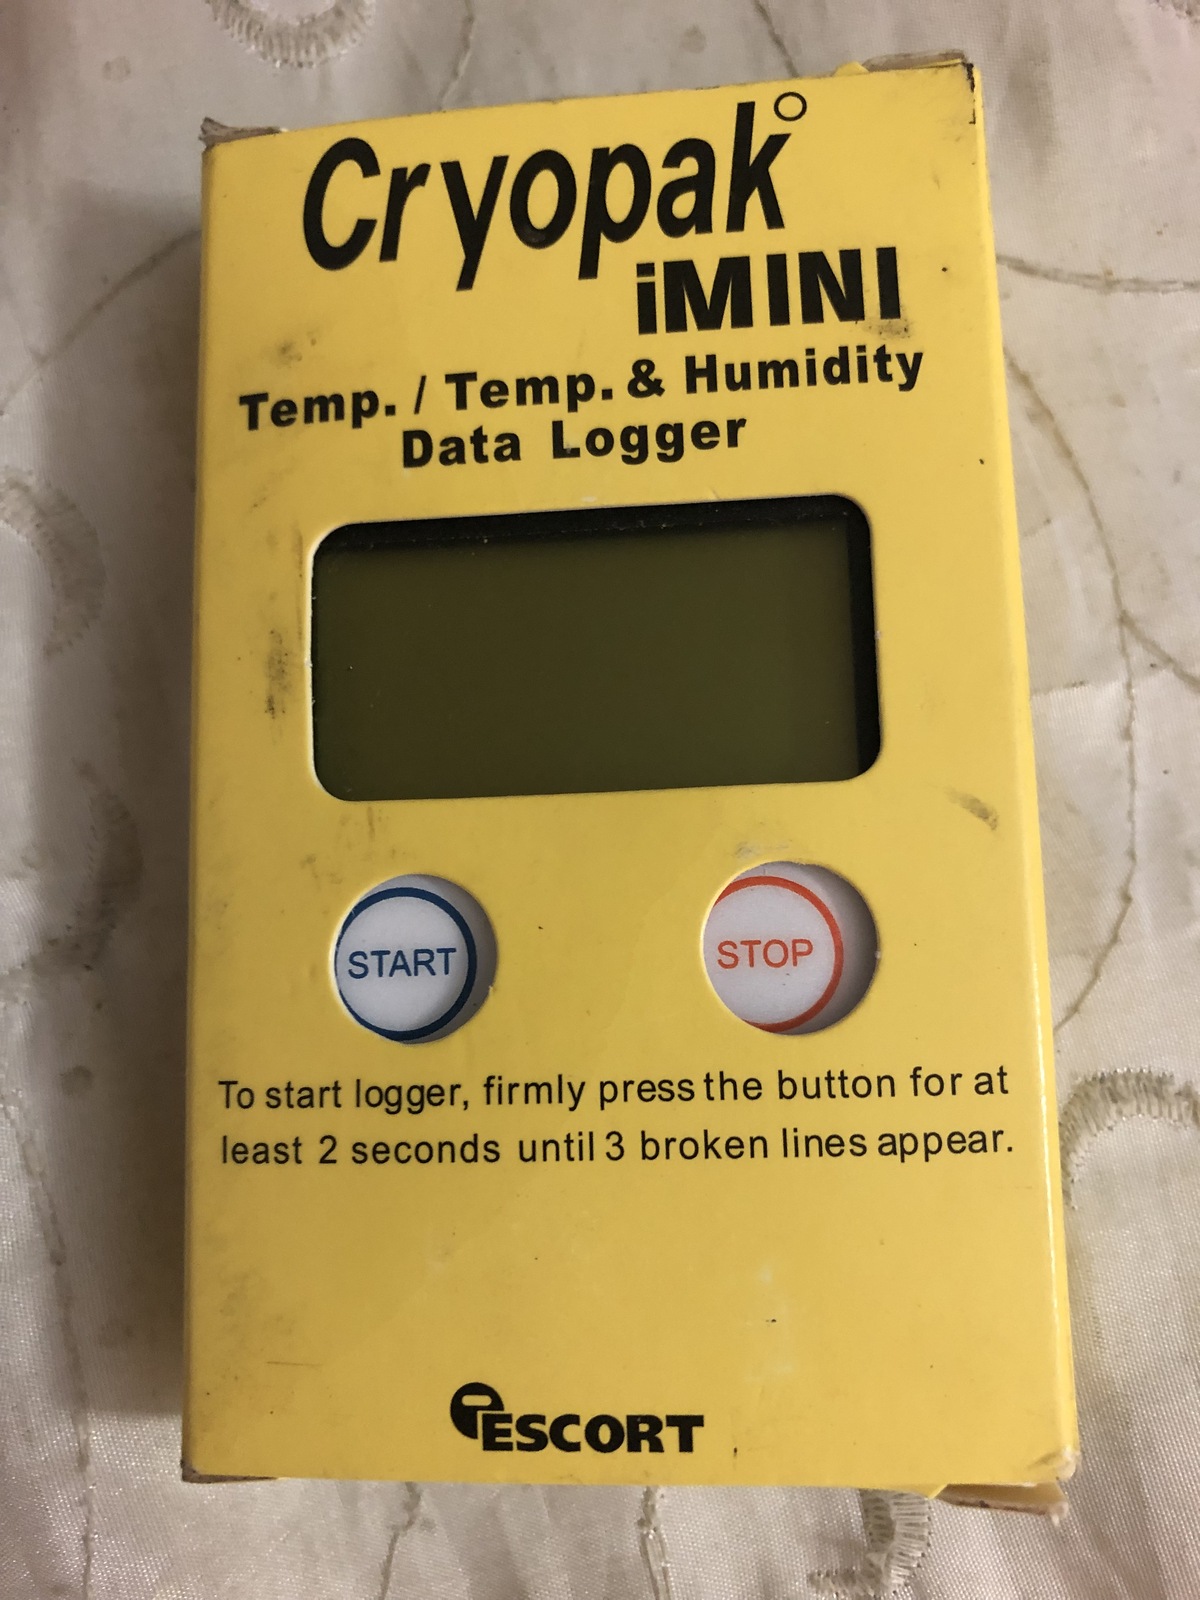 Cryopak
iMINI
Temp. / Temp. & Humidity
Data Logger
START
STOP
To start logger, firmly press the button for at
least 2 seconds until 3 broken lines appear.
ESCORT